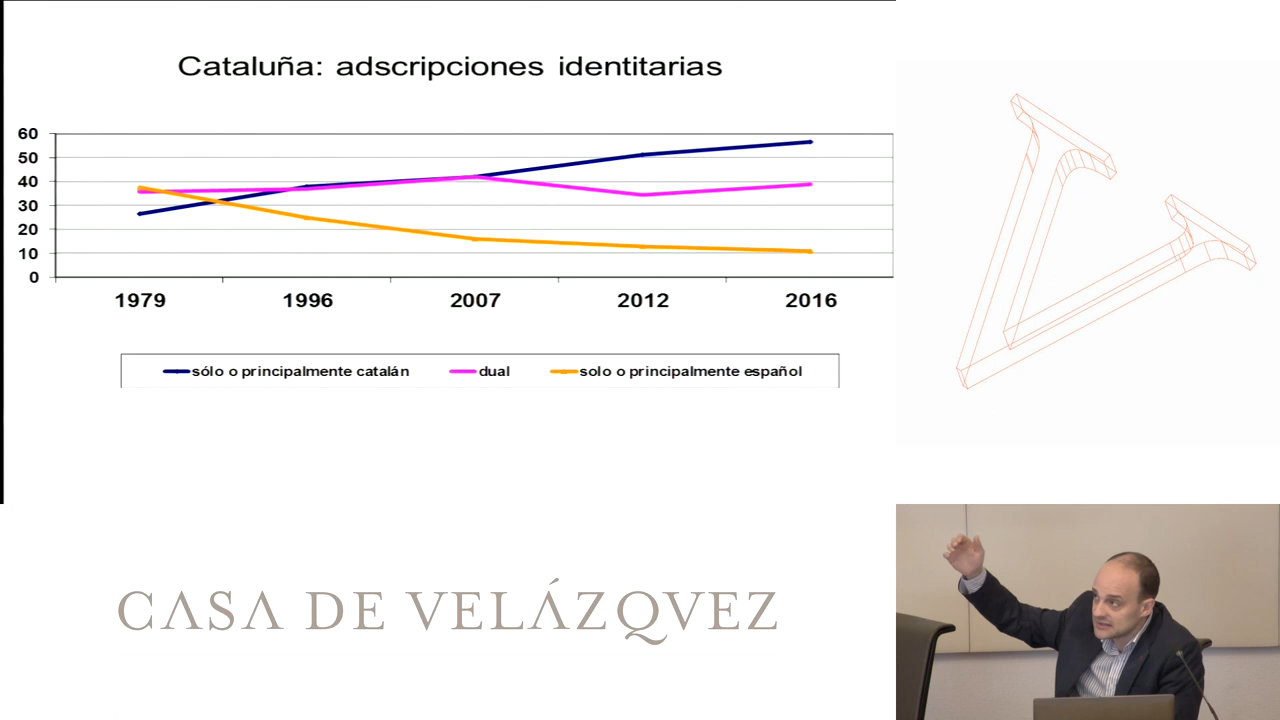 Cataluña: adscripciones identitarias
60
50
40
30
20
10
0
1979 1996 2007 2012 2016
sólo o principalmente catalán dual solo o principalmente español
CASA DE VELÁZQVEZ